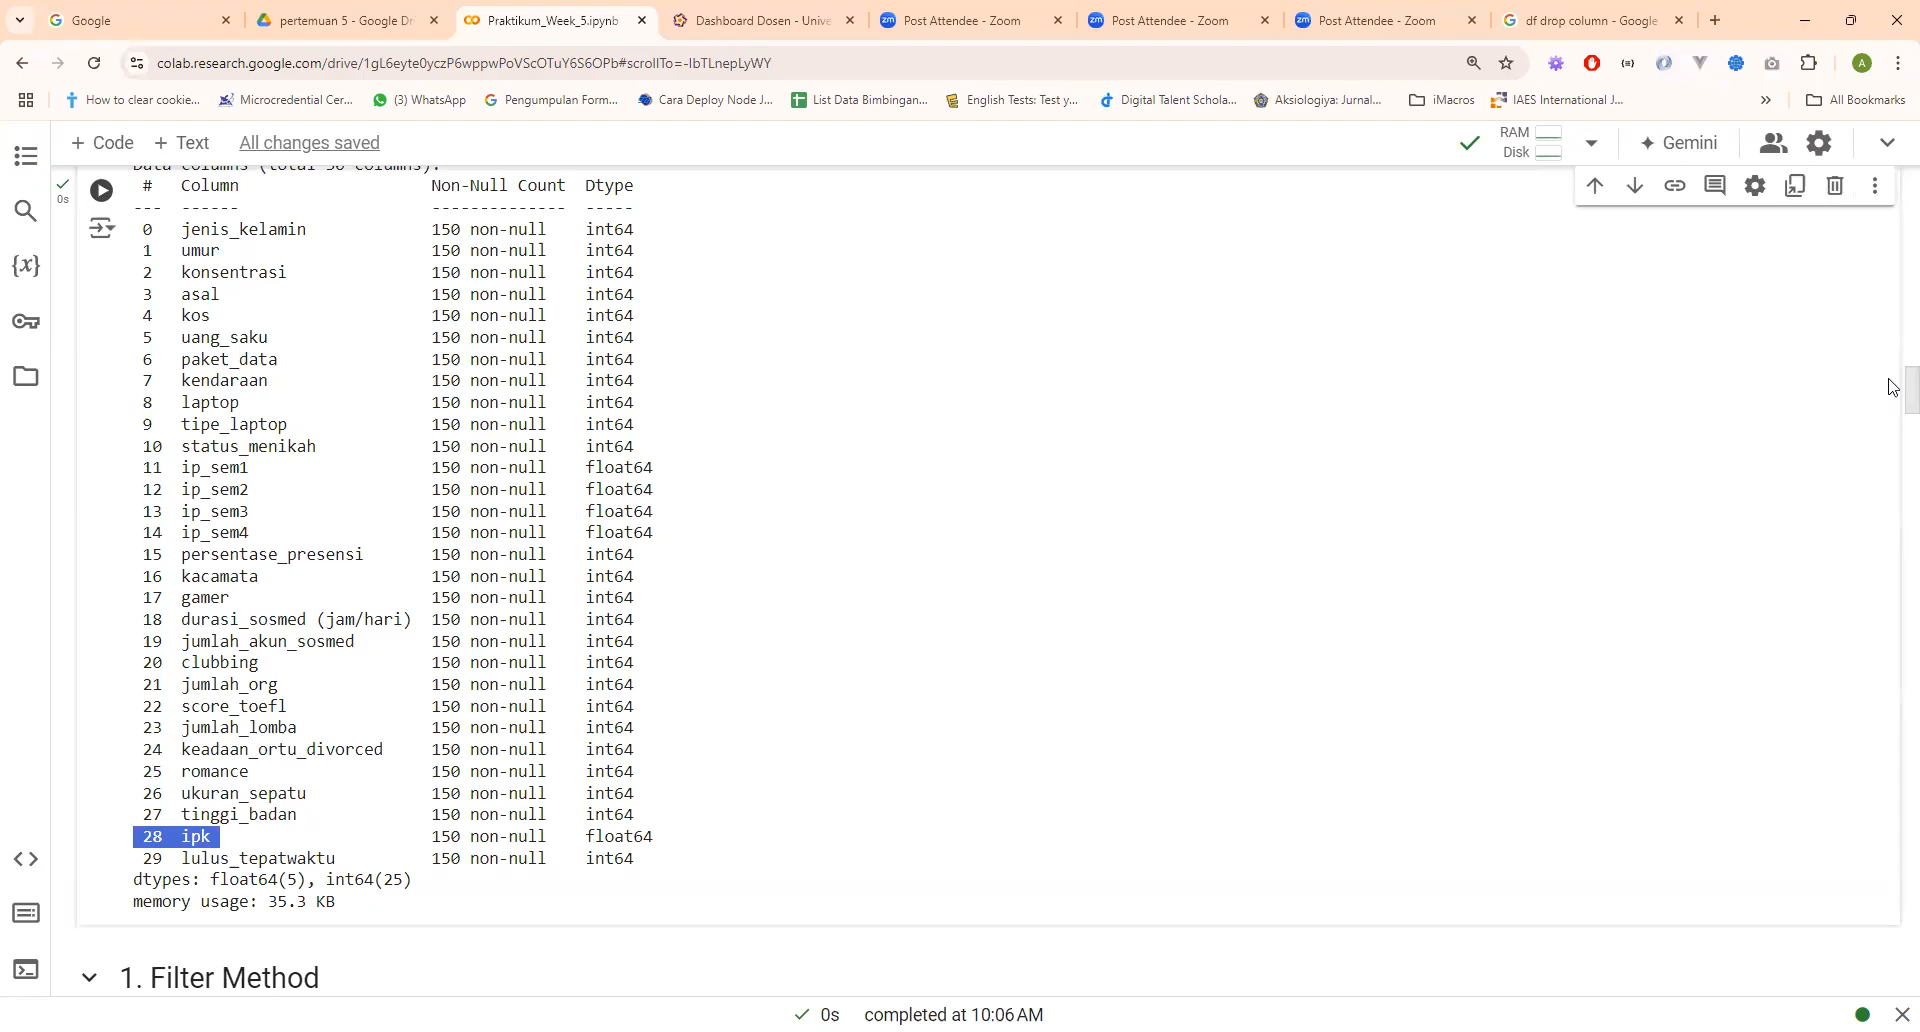 Google
pertemuan 5 - Google Dr
Praktikum_Week_5.ipynb
Dashboard Dosen - Unive
Post Attendee - Zoom
Post Attendee - Zoom
Post Attendee - Zoom
df drop column - Google
colab.research.google.com/drive/1gL6eyte0yczP6wppwPoVScOTuY6S6OPb#scrollTo=-IbTLnepLyWY
A
How to clear cookie...
Microcredential Cer...
(3) WhatsApp
Pengumpulan Form...
Cara Deploy Node J...
List Data Bimbingan...
English Tests: Test y...
Digital Talent Schola...
Aksiologiya: Jurnal...
iMacros
IAES International J...
All Bookmarks
+ Code + Text All changes saved
RAM
Disk
Gemini
Data columns (total 30 columns):
0s
# Column Non-Null Count Dtype
--- ------ -------------- -----
0 jenis_kelamin 150 non-null int64
1 umur 150 non-null int64
2 konsentrasi 150 non-null int64
3 asal 150 non-null int64
4 kos 150 non-null int64
5 uang_saku 150 non-null int64
6 paket_data 150 non-null int64
7 kendaraan 150 non-null int64
8 laptop 150 non-null int64
9 tipe_laptop 150 non-null int64
10 status_menikah 150 non-null int64
11 ip_sem1 150 non-null float64
12 ip_sem2 150 non-null float64
13 ip_sem3 150 non-null float64
14 ip_sem4 150 non-null float64
15 persentase_presensi 150 non-null int64
16 kacamata 150 non-null int64
17 gamer 150 non-null int64
18 durasi_sosmed (jam/hari) 150 non-null int64
19 jumlah_akun_sosmed 150 non-null int64
20 clubbing 150 non-null int64
21 jumlah_org 150 non-null int64
22 score_toefl 150 non-null int64
23 jumlah_lomba 150 non-null int64
24 keadaan_ortu_divorced 150 non-null int64
25 romance 150 non-null int64
26 ukuran_sepatu 150 non-null int64
27 tinggi_badan 150 non-null int64
28 ipk 150 non-null float64
29 lulus_tepatwaktu 150 non-null int64
dtypes: float64(5), int64(25)
memory usage: 35.3 KB
1. Filter Method
0s completed at 10:06 AM